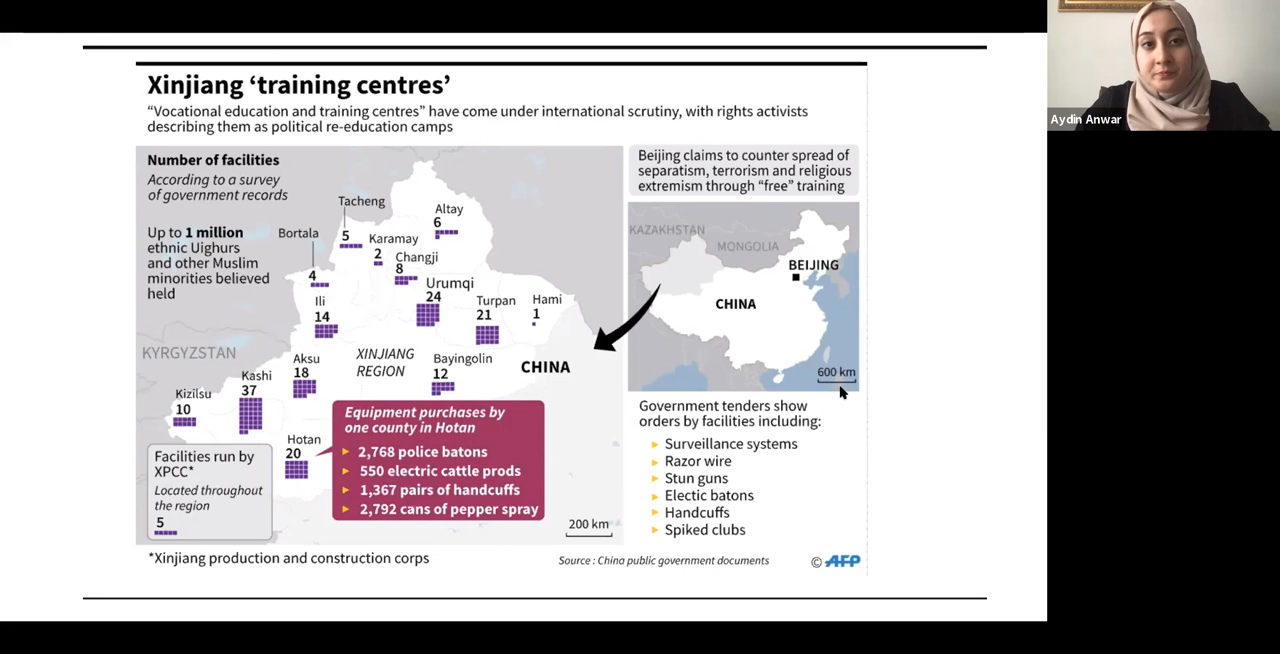 Xinjiang ‘training centres’
“Vocational education and training centres” have come under international scrutiny, with rights activists
describing them as political re-education camps
Number of facilities
According to a survey
of government records
Up to 1 million
ethnic Uighurs
and other Muslim
minorities believed
held
Tacheng
5
Altay
6
Bortala
4
Karamay
2
Changji
8
Urumqi
24
Turpan
21
Hami
1
Ili
14
KYRGYZSTAN
Aksu
18
XINJIANG
REGION
Bayingolin
12
CHINA
Kashi
37
Kizilsu
10
Hotan
20
Equipment purchases by
one county in Hotan
2,768 police batons
550 electric cattle prods
1,367 pairs of handcuffs
2,792 cans of pepper spray
Facilities run by
XPCC*
Located throughout
the region
5
200 km
*Xinjiang production and construction corps
Beijing claims to counter spread of
separatism, terrorism and religious
extremism through “free” training
KAZAKHSTAN
MONGOLIA
BEIJING
CHINA
600 km
Government tenders show
orders by facilities including:
Surveillance systems
Razor wire
Stun guns
Electic batons
Handcuffs
Spiked clubs
Source : China public government documents
© AFP
Aydin Anwar